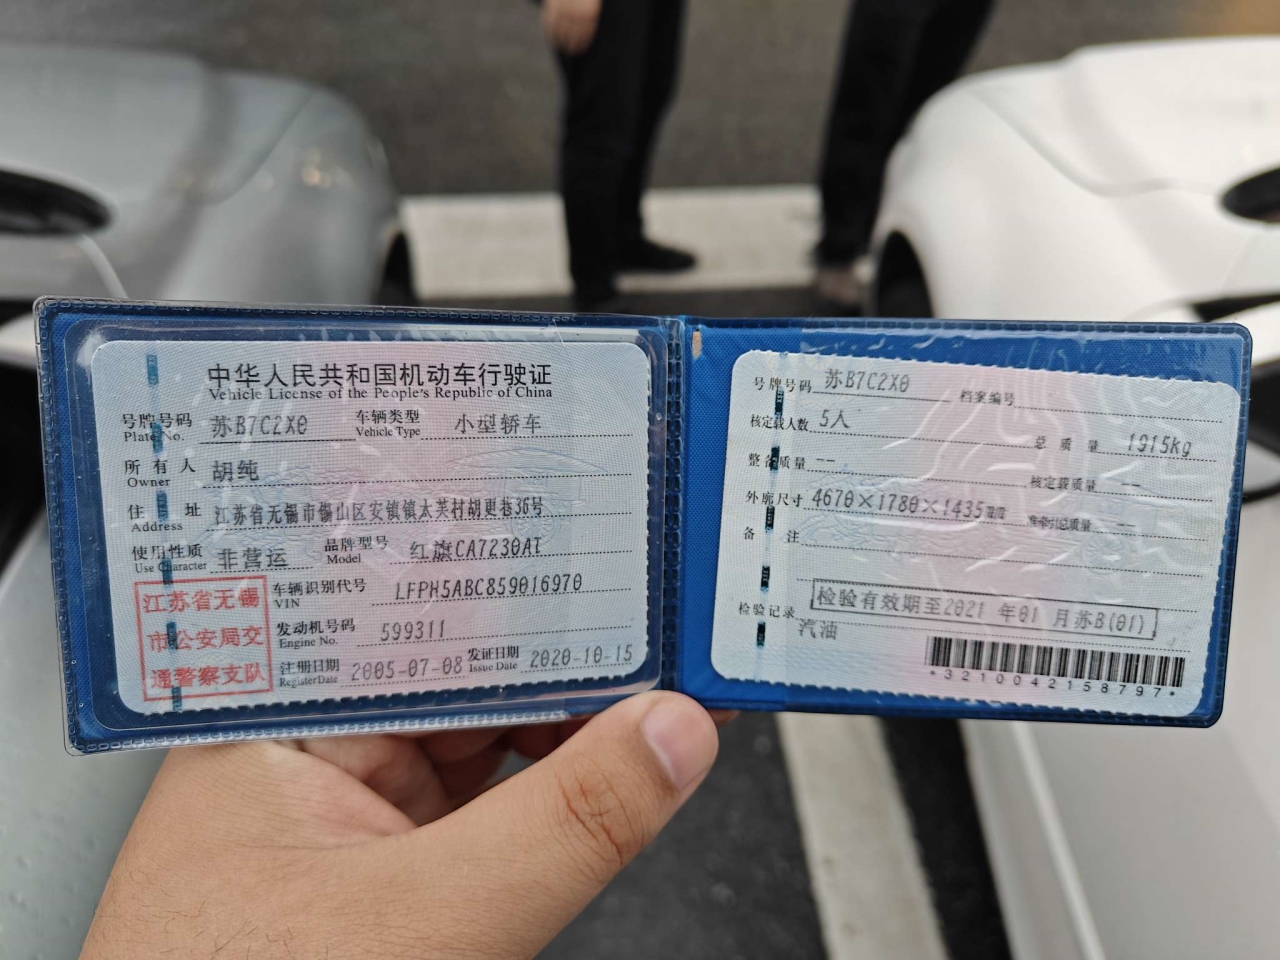 中华人民共和国机动车行驶证
Vehicle License of the People's Republic of China
号牌号码 苏B7C2X0 车辆类型 小型轿车
Plate No. Vehicle Type
所有人 胡纯
Owner
住址 江苏省无锡市锡山区安镇镇太芙村胡更巷36号
Address
使用性质 非营运 品牌型号 红旗CA7230AT
Use Character Model
江苏省无锡
市公安局交
通警察支队
车辆识别代号 LFPH5ABC859016970
VIN
发动机号码 599311
Engine No.
注册日期 2005-07-08 发证日期 2020-10-15
Register Date Issue Date
号牌号码 苏B7C2X0 档案编号
核定载人数 5人 总质量 1915kg
整备质量 -- 核定载质量 --
外廓尺寸 4670×1780×1435 准牵引总质量 --
备注
检验记录 检验有效期至2021 年01 月苏B(01)
汽油
*3210042158797*